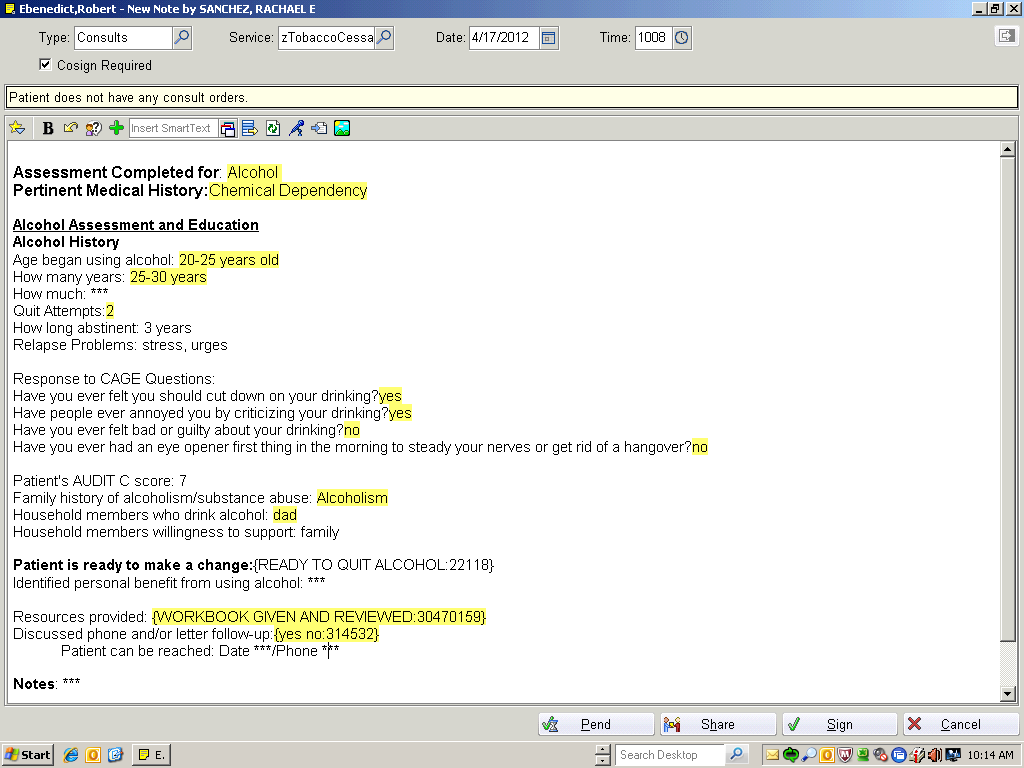 Ebenedict,Robert - New Note by SANCHEZ, RACHAEL E
Type: Consults Service: zTobaccoCessa Date: 4/17/2012 Time: 1008
Cosign Required
Patient does not have any consult orders.
B Insert SmartText
Assessment Completed for: Alcohol
Pertinent Medical History:Chemical Dependency
Alcohol Assessment and Education
Alcohol History
Age began using alcohol: 20-25 years old
How many years: 25-30 years
How much: ***
Quit Attempts:2
How long abstinent: 3 years
Relapse Problems: stress, urges
Response to CAGE Questions:
Have you ever felt you should cut down on your drinking?yes
Have people ever annoyed you by criticizing your drinking?yes
Have you ever felt bad or guilty about your drinking?no
Have you ever had an eye opener first thing in the morning to steady your nerves or get rid of a hangover?no
Patient's AUDIT C score: 7
Family history of alcoholism/substance abuse: Alcoholism
Household members who drink alcohol: dad
Household members willingness to support: family
Patient is ready to make a change:{READY TO QUIT ALCOHOL:22118}
Identified personal benefit from using alcohol: ***
Resources provided: {WORKBOOK GIVEN AND REVIEWED:30470159}
Discussed phone and/or letter follow-up:{yes no:314532}
Patient can be reached: Date ***/Phone ***
Notes: ***
Pend Share Sign Cancel
Start E. Search Desktop 10:14 AM